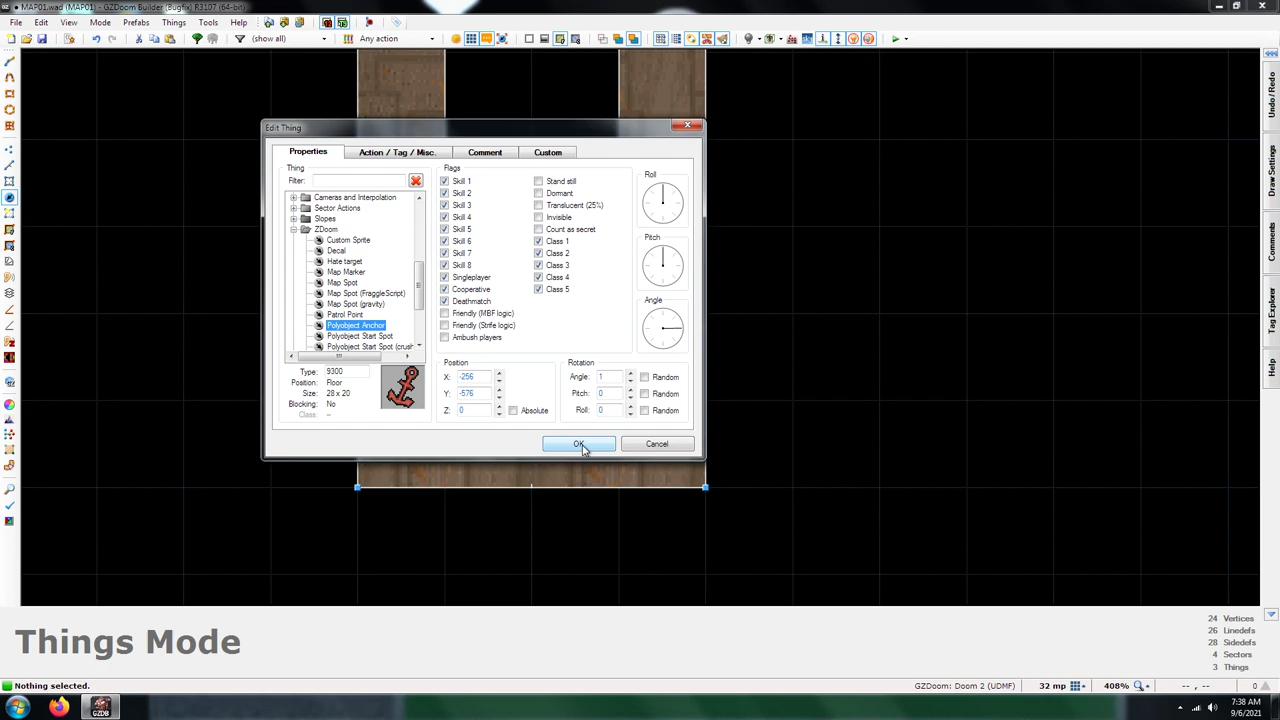 MAP01.wad (MAP01) - GZDoom Builder (Bugfix) R3107 (64-bit)
File Edit View Mode Prefabs Things Tools Help
(show all) Any action
Edit Thing
Properties Action / Tag / Misc. Comment Custom
Thing
Filter:
Cameras and Interpolation
Sector Actions
Slopes
ZDoom
Custom Sprite
Decal
Hate target
Map Marker
Map Spot
Map Spot (FraggleScript)
Map Spot (gravity)
Patrol Point
Polyobject Anchor
Polyobject Start Spot
Polyobject Start Spot (crush
Type: 9300
Position: Floor
Size: 28 x 20
Blocking: No
Class: --
Flags
Skill 1
Skill 2
Skill 3
Skill 4
Skill 5
Skill 6
Skill 7
Skill 8
Singleplayer
Cooperative
Deathmatch
Friendly (MBF logic)
Friendly (Strife logic)
Ambush players
Stand still
Dormant
Translucent (25%)
Invisible
Count as secret
Class 1
Class 2
Class 3
Class 4
Class 5
Roll
Pitch
Angle
Position
X: -256
Y: -576
Z: 0 Absolute
Rotation
Angle: 1 Random
Pitch: 0 Random
Roll: 0 Random
OK Cancel
Undo / Redo
Draw Settings
Comments
Tag Explorer
Help
Things Mode
24 Vertices
26 Linedefs
28 Sidedefs
4 Sectors
3 Things
Nothing selected.
GZDoom: Doom 2 (UDMF) 32 mp 408% -- , -- 0
GZDB
7:38 AM
9/6/2021